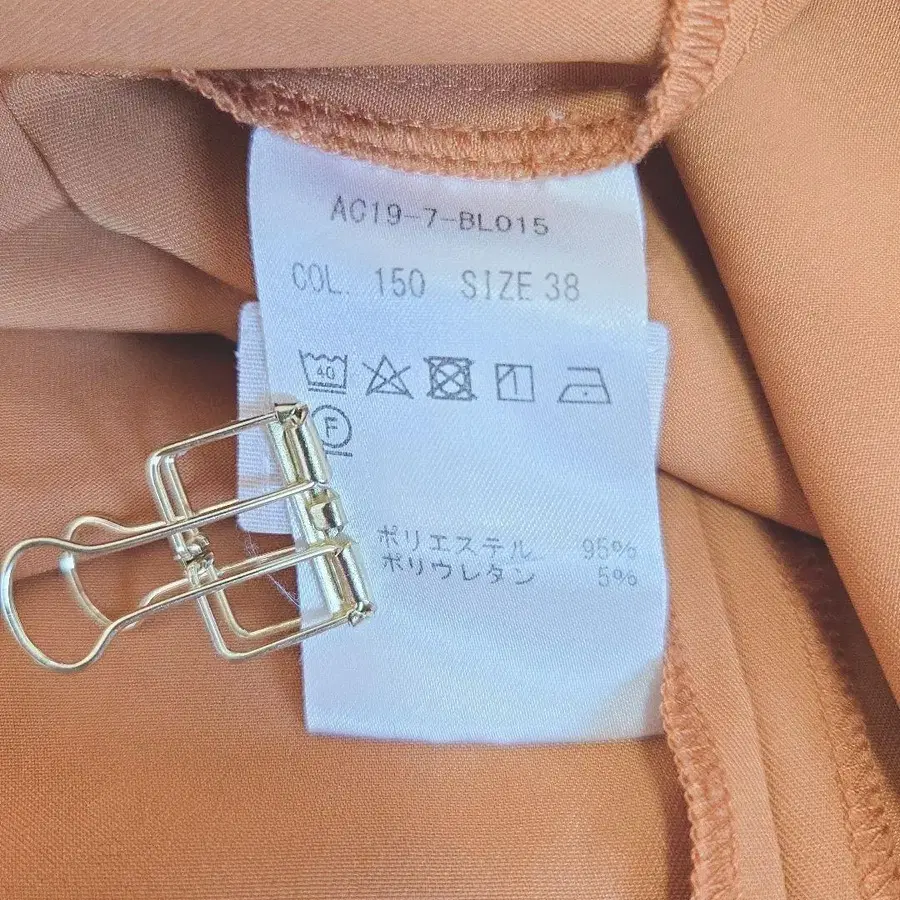 AC19-7-BL015
COL. 150 SIZE 38
40
F
ポリエステル 95%
ポリウレタン 5%